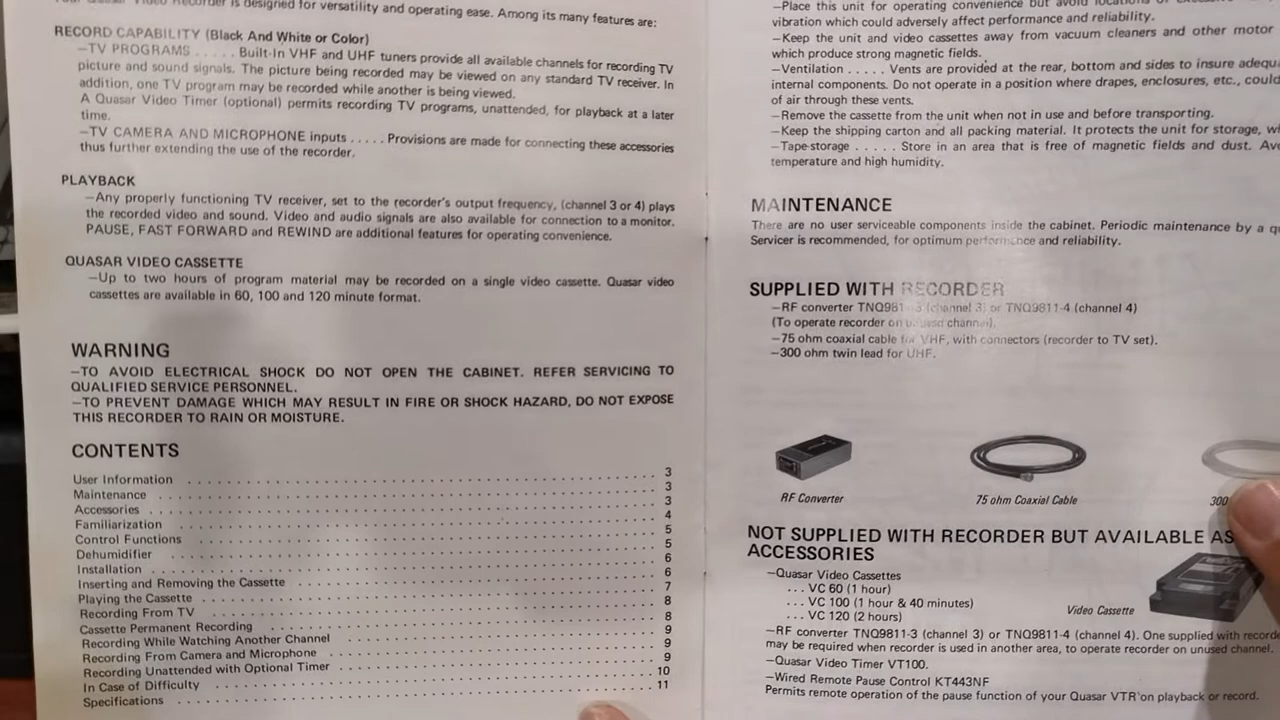 Video Recorder is designed for versatility and operating ease. Among its many features are:
RECORD CAPABILITY (Black And White or Color)
—TV PROGRAMS . . . . . Built-In VHF and UHF tuners provide all available channels for recording TV
picture and sound signals. The picture being recorded may be viewed on any standard TV receiver. In
addition, one TV program may be recorded while another is being viewed.
A Quasar Video Timer (optional) permits recording TV programs, unattended, for playback at a later
time.
—TV CAMERA AND MICROPHONE inputs . . . . . Provisions are made for connecting these accessories
thus further extending the use of the recorder.
PLAYBACK
—Any properly functioning TV receiver, set to the recorder's output frequency, (channel 3 or 4) plays
the recorded video and sound. Video and audio signals are also available for connection to a monitor.
PAUSE, FAST FORWARD and REWIND are additional features for operating convenience.
QUASAR VIDEO CASSETTE
—Up to two hours of program material may be recorded on a single video cassette. Quasar video
cassettes are available in 60, 100 and 120 minute format.
WARNING
—TO AVOID ELECTRICAL SHOCK DO NOT OPEN THE CABINET. REFER SERVICING TO
QUALIFIED SERVICE PERSONNEL.
—TO PREVENT DAMAGE WHICH MAY RESULT IN FIRE OR SHOCK HAZARD, DO NOT EXPOSE
THIS RECORDER TO RAIN OR MOISTURE.
CONTENTS
User Information . . . . . 3
Maintenance . . . . . 3
Accessories . . . . . 3
Familiarization . . . . . 4
Control Functions . . . . . 5
Dehumidifier . . . . . 5
Installation . . . . . 6
Inserting and Removing the Cassette . . . . . 6
Playing the Cassette . . . . . 7
Recording From TV . . . . . 8
Cassette Permanent Recording . . . . . 8
Recording While Watching Another Channel . . . . . 9
Recording From Camera and Microphone . . . . . 9
Recording Unattended with Optional Timer . . . . . 9
In Case of Difficulty . . . . . 10
Specifications . . . . . 11
—Place this unit for operating convenience but avoid locations of
vibration which could adversely affect performance and reliability.
—Keep the unit and video cassettes away from vacuum cleaners and other motor
which produce strong magnetic fields.
—Ventilation . . . . . Vents are provided at the rear, bottom and sides to insure
internal components. Do not operate in a position where drapes, enclosures, etc., could
of air through these vents.
—Remove the cassette from the unit when not in use and before transporting.
—Keep the shipping carton and all packing material. It protects the unit for storage,
—Tape-storage . . . . . Store in an area that is free of magnetic fields and dust.
temperature and high humidity.
MAINTENANCE
There are no user serviceable components inside the cabinet. Periodic maintenance by a
Servicer is recommended, for optimum performance and reliability.
SUPPLIED WITH RECORDER
—RF converter TNQ9811-3 (channel 3) or TNQ9811-4 (channel 4)
(To operate recorder on unused channel).
—75 ohm coaxial cable for VHF, with connectors (recorder to TV set).
—300 ohm twin lead for UHF.
RF Converter
75 ohm Coaxial Cable
300
NOT SUPPLIED WITH RECORDER BUT AVAILABLE AS
ACCESSORIES
—Quasar Video Cassettes
. . . VC 60 (1 hour)
. . . VC 100 (1 hour & 40 minutes)
. . . VC 120 (2 hours)
Video Cassette
—RF converter TNQ9811-3 (channel 3) or TNQ9811-4 (channel 4). One supplied with
may be required when recorder is used in another area, to operate recorder on unused channel.
—Quasar Video Timer VT100.
—Wired Remote Pause Control KT443NF
Permits remote operation of the pause function of your Quasar VTR on playback or record.